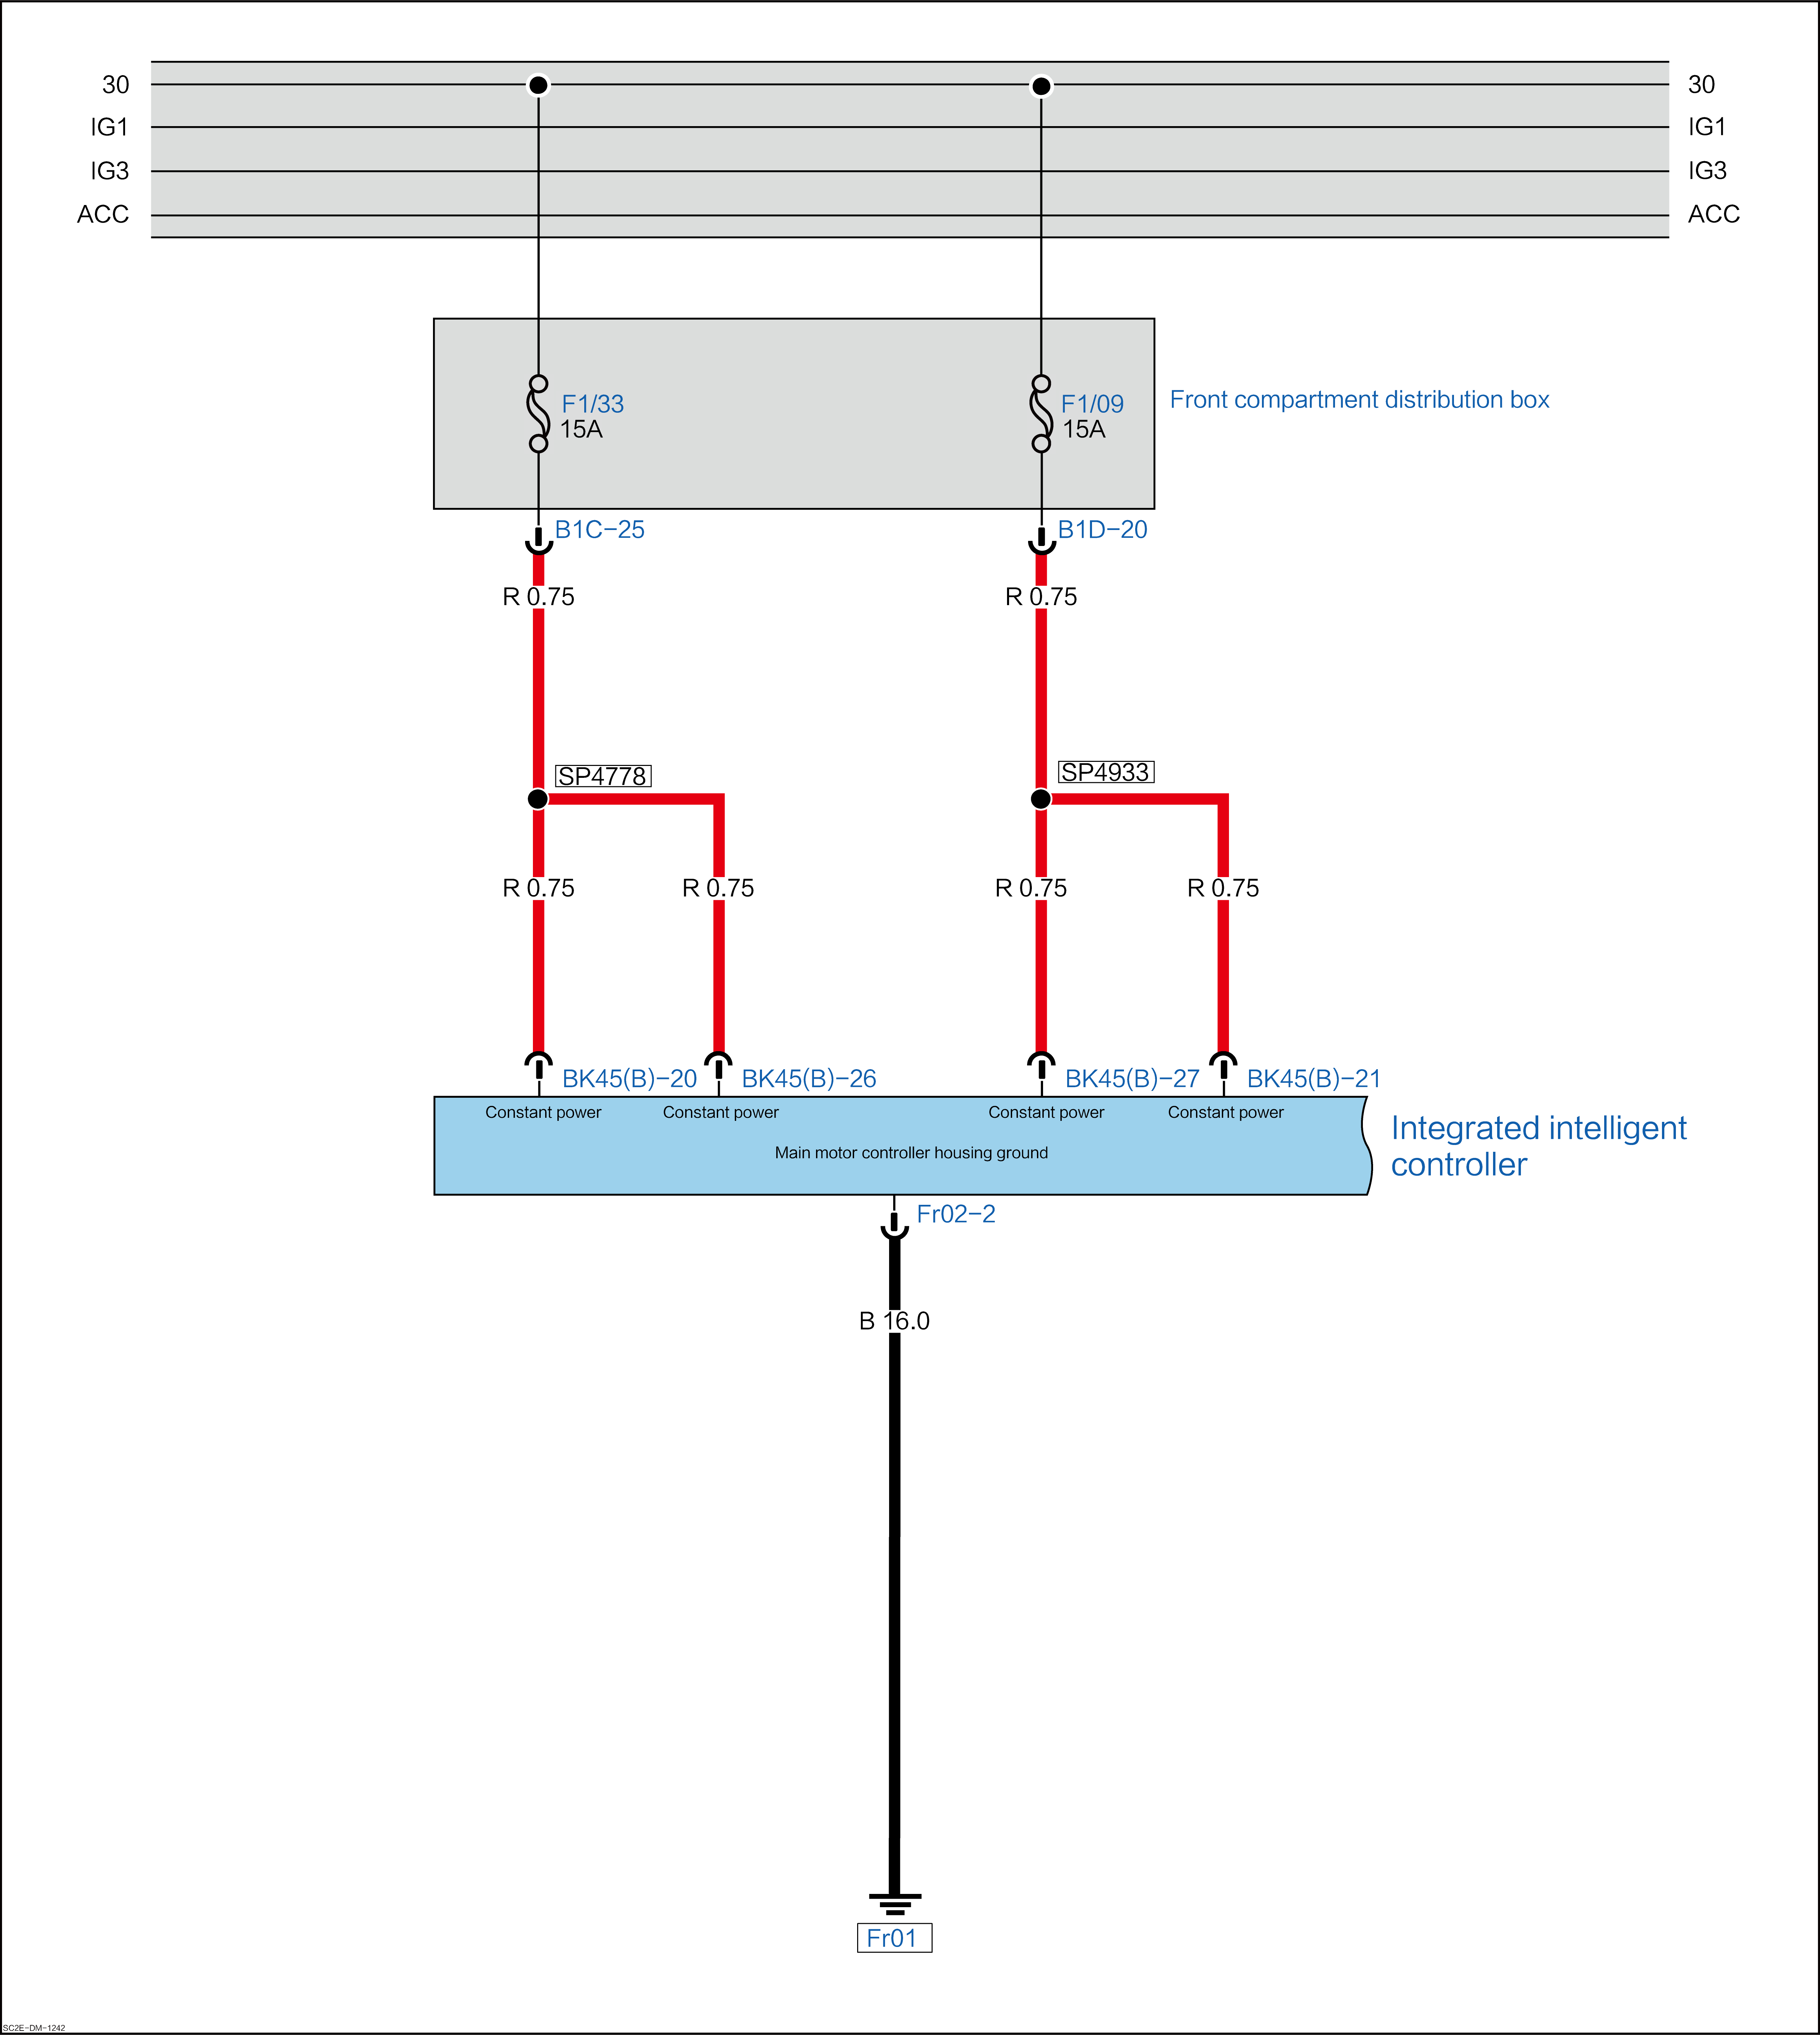 30 30
IG1 IG1
IG3 IG3
ACC ACC
F1/33 F1/09 Front compartment distribution box
15A 15A
B1C-25 B1D-20
R 0.75 R 0.75
SP4778 SP4933
R 0.75 R 0.75 R 0.75 R 0.75
BK45(B)-20 BK45(B)-26 BK45(B)-27 BK45(B)-21
Constant power Constant power Constant power Constant power
Integrated intelligent
controller
Main motor controller housing ground
Fr02-2
B 16.0
Fr01
SC2E-DM-1242